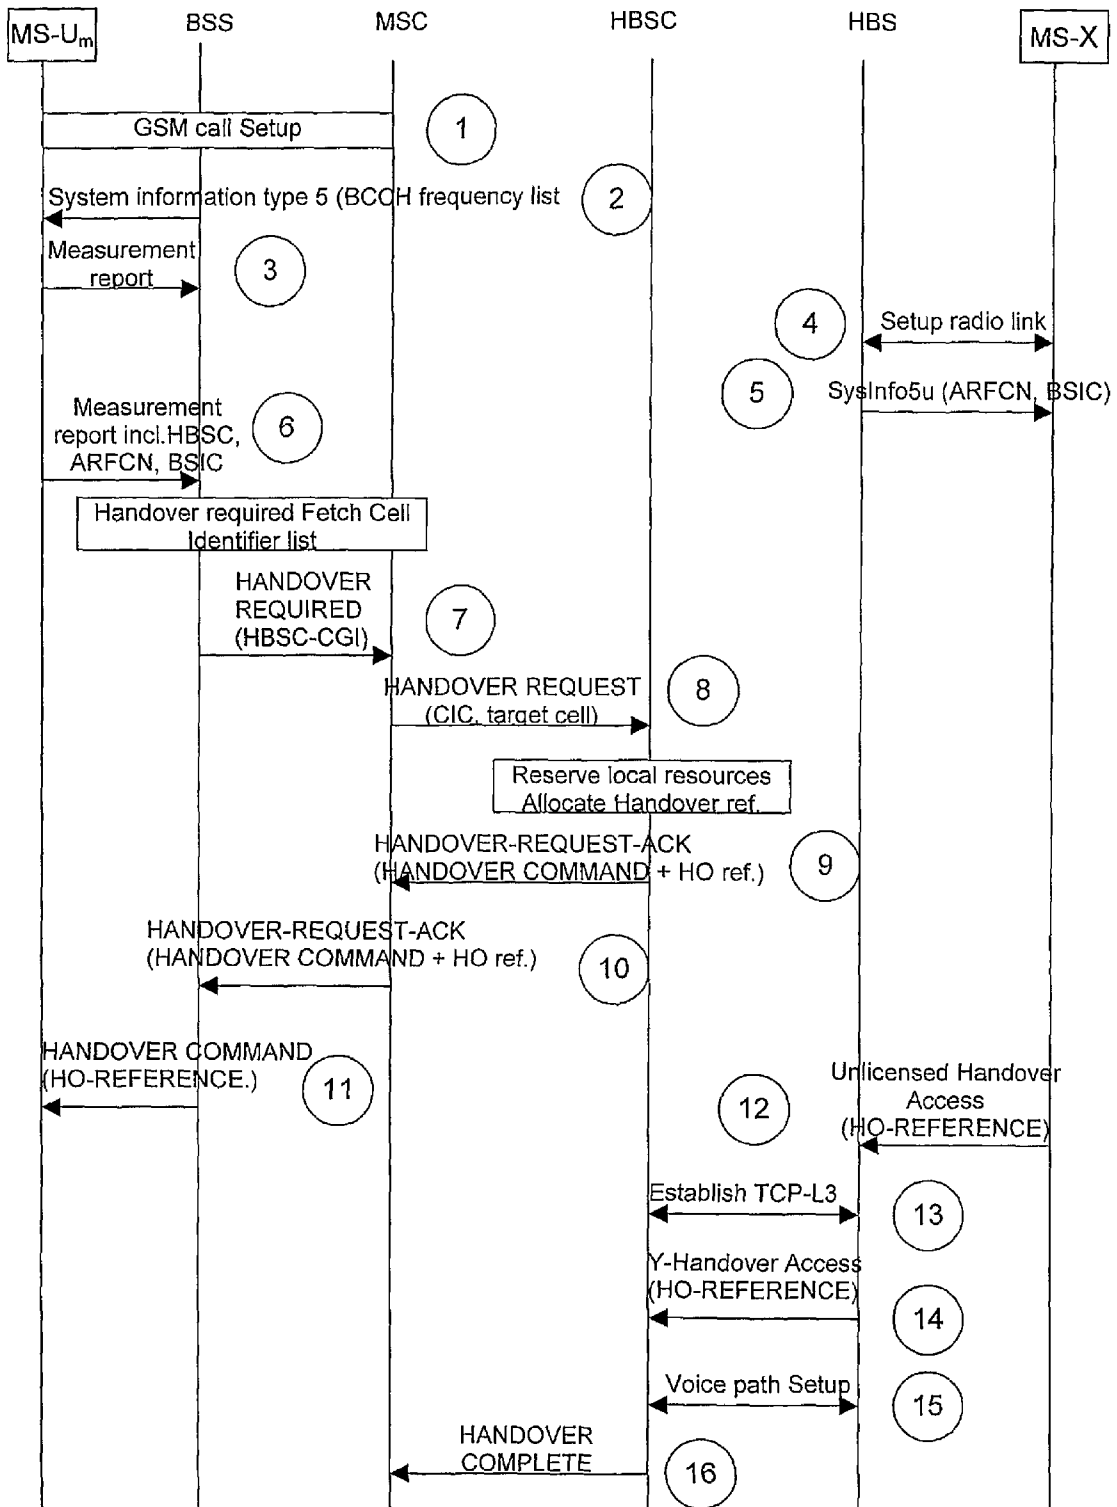 MS-Um
BSS
MSC
HBSC
HBS
MS-X
GSM call Setup
1
System information type 5 (BCCH frequency list
2
Measurement
report
3
4
Setup radio link
5
SysInfo5u (ARFCN, BSIC)
Measurement
report incl.HBSC,
ARFCN, BSIC
6
Handover required Fetch Cell
Identifier list
HANDOVER
REQUIRED
(HBSC-CGI)
7
HANDOVER REQUEST
(CIC, target cell)
8
Reserve local resources
Allocate Handover ref.
HANDOVER-REQUEST-ACK
(HANDOVER COMMAND + HO ref.)
9
HANDOVER-REQUEST-ACK
(HANDOVER COMMAND + HO ref.)
10
HANDOVER COMMAND
(HO-REFERENCE.)
11
12
Unlicensed Handover
Access
(HO-REFERENCE)
Establish TCP-L3
13
Y-Handover Access
(HO-REFERENCE)
14
Voice path Setup
15
HANDOVER
COMPLETE
16